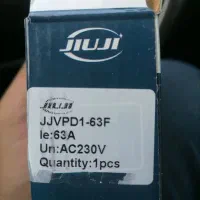 JIUJI
JIUJI
JJVPD1-63F
Ie:63A
Un:AC230V
Quantity:1pcs